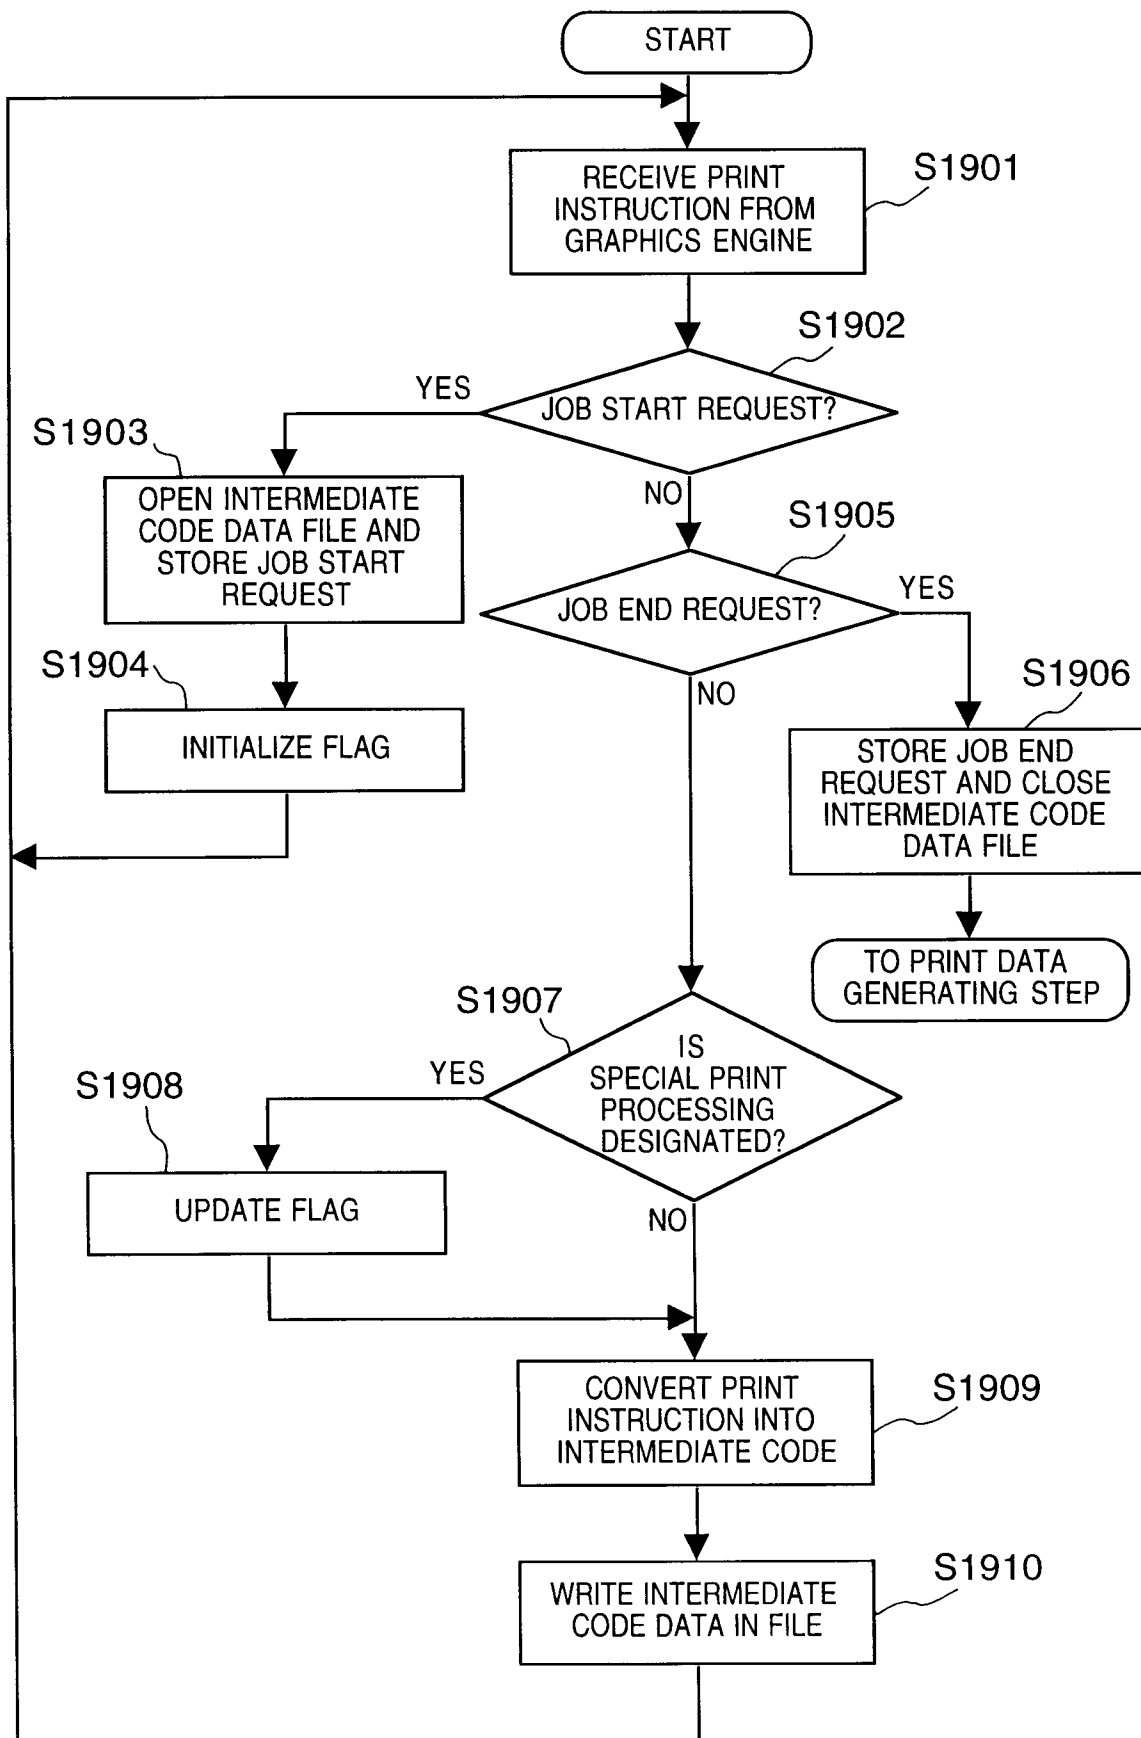 START
RECEIVE PRINT
INSTRUCTION FROM
GRAPHICS ENGINE
S1901
S1902
YES
JOB START REQUEST?
S1903
NO
OPEN INTERMEDIATE
CODE DATA FILE AND
STORE JOB START
REQUEST
S1905
YES
JOB END REQUEST?
S1904
NO
S1906
INITIALIZE FLAG
STORE JOB END
REQUEST AND CLOSE
INTERMEDIATE CODE
DATA FILE
TO PRINT DATA
GENERATING STEP
S1907
YES
IS
SPECIAL PRINT
PROCESSING
DESIGNATED?
S1908
UPDATE FLAG
NO
CONVERT PRINT
INSTRUCTION INTO
INTERMEDIATE CODE
S1909
WRITE INTERMEDIATE
CODE DATA IN FILE
S1910